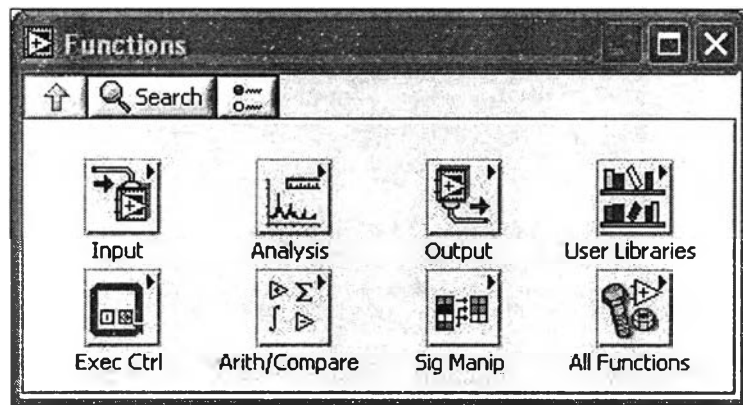 Functions
Search
Input Analysis Output User Libraries
Exec Ctrl Arith/Compare Sig Manip All Functions